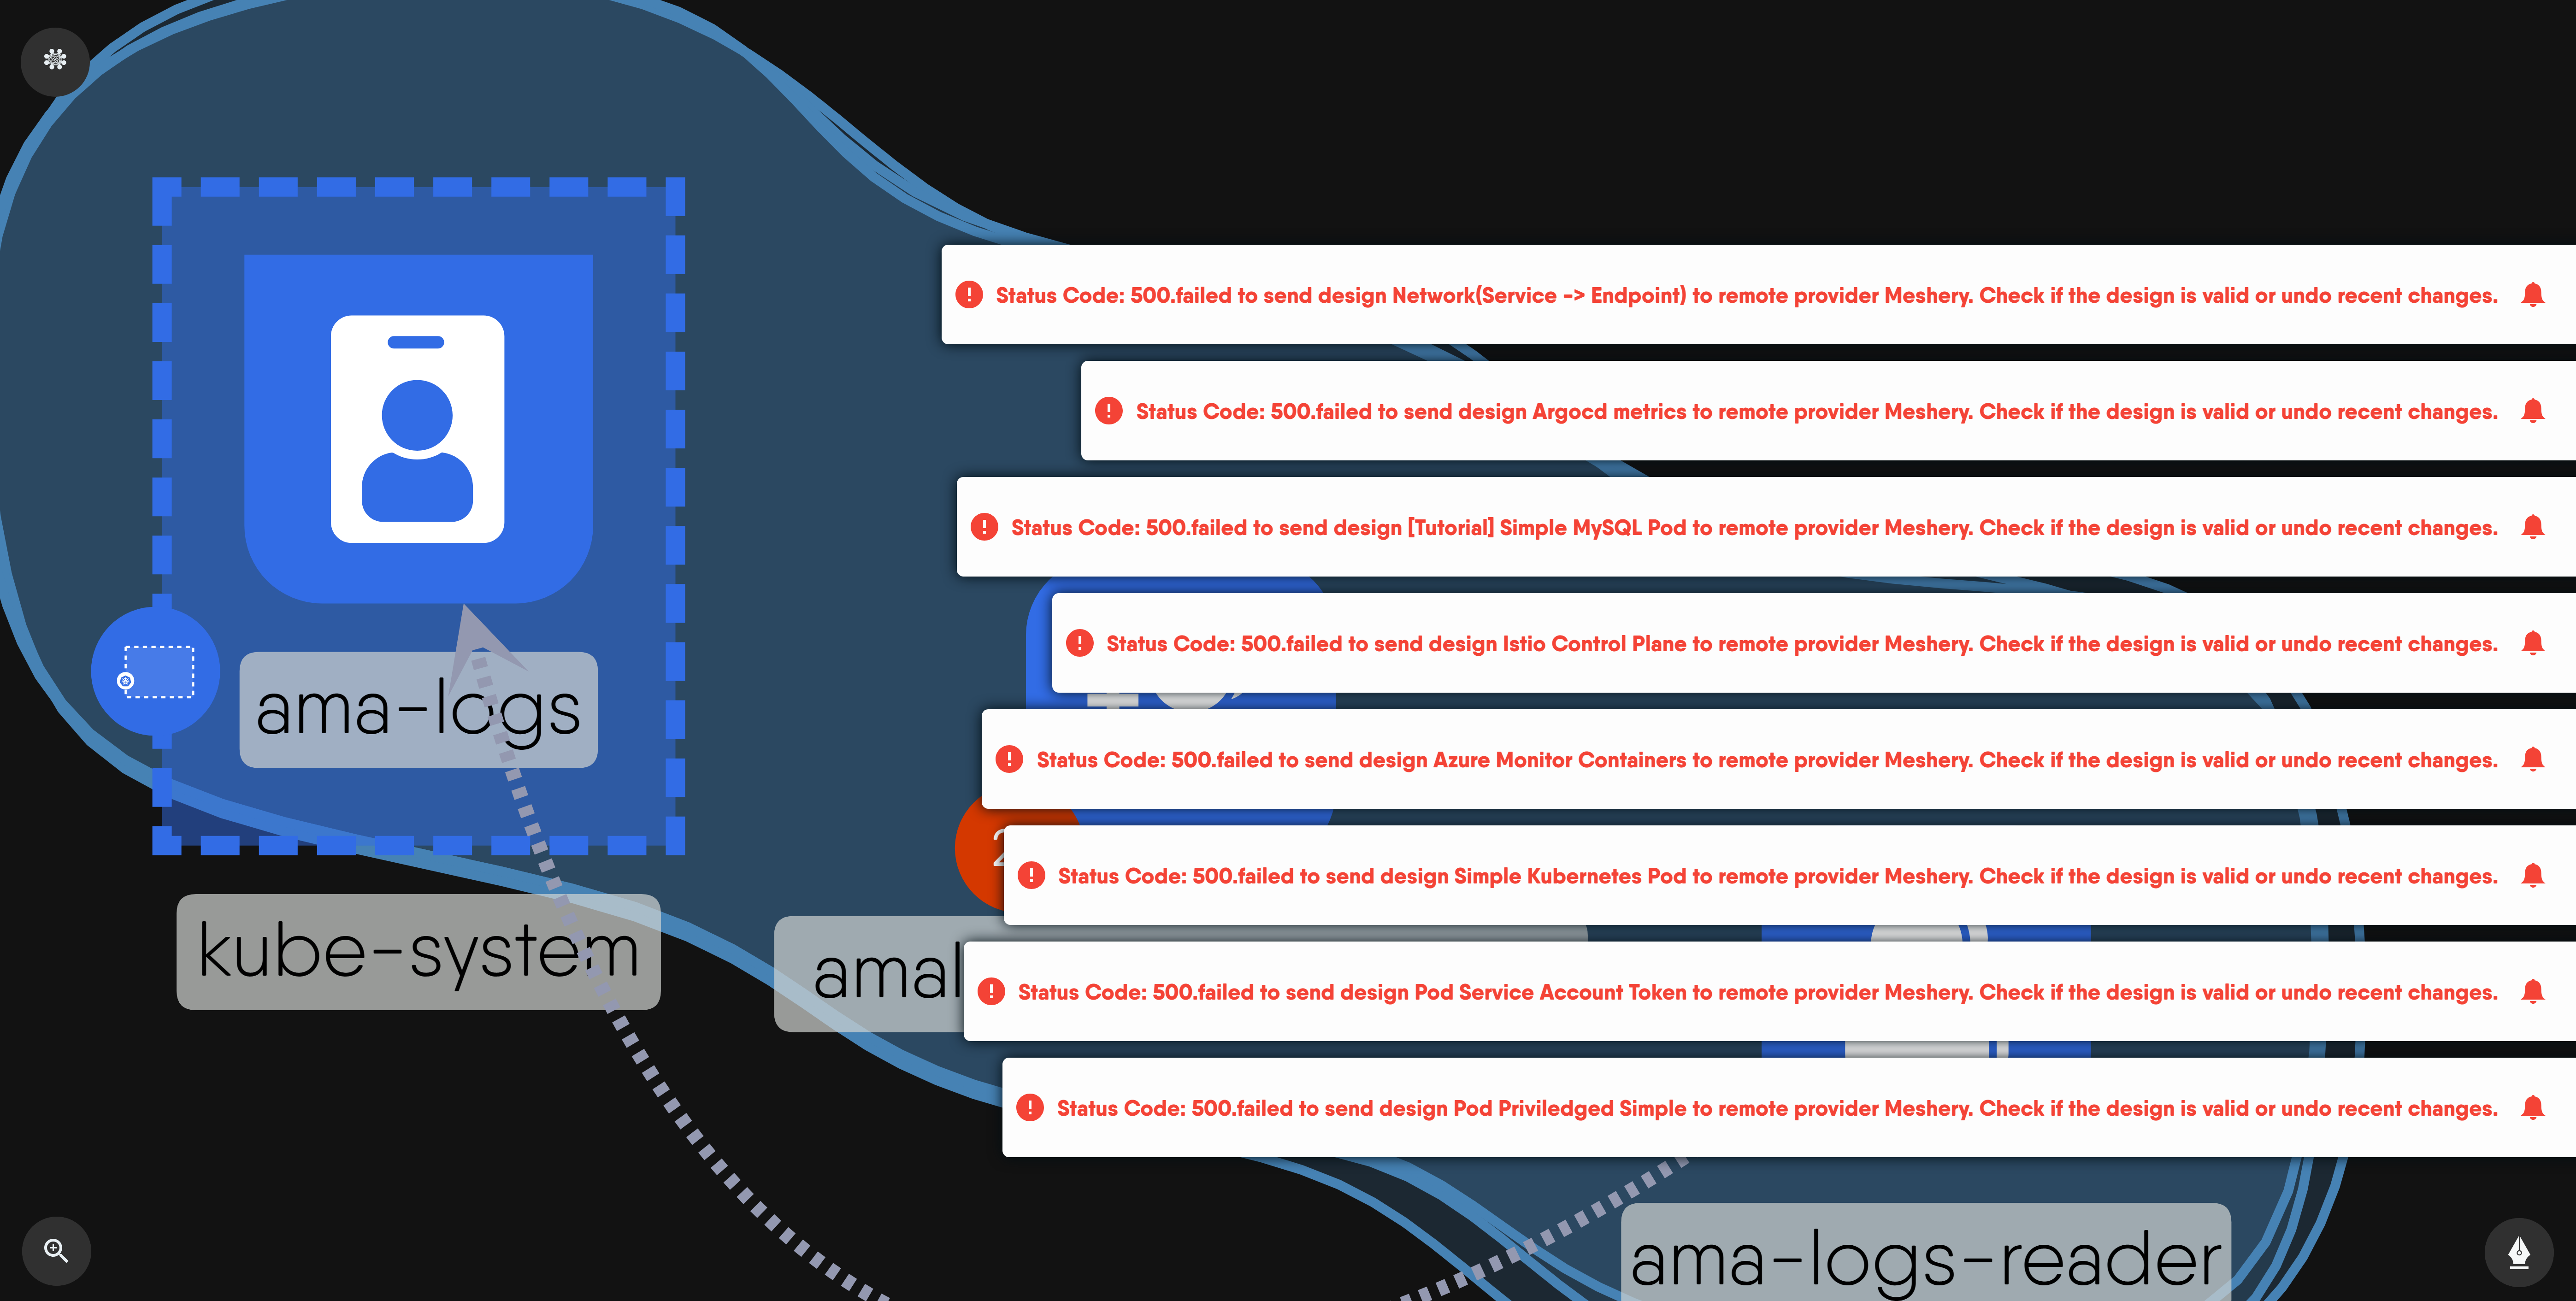 Status Code: 500.failed to send design Network(Service -> Endpoint) to remote provider Meshery. Check if the design is valid or undo recent changes.
Status Code: 500.failed to send design Argocd metrics to remote provider Meshery. Check if the design is valid or undo recent changes.
Status Code: 500.failed to send design [Tutorial] Simple MySQL Pod to remote provider Meshery. Check if the design is valid or undo recent changes.
Status Code: 500.failed to send design Istio Control Plane to remote provider Meshery. Check if the design is valid or undo recent changes.
ama-logs
Status Code: 500.failed to send design Azure Monitor Containers to remote provider Meshery. Check if the design is valid or undo recent changes.
Status Code: 500.failed to send design Simple Kubernetes Pod to remote provider Meshery. Check if the design is valid or undo recent changes.
kube-system
Status Code: 500.failed to send design Pod Service Account Token to remote provider Meshery. Check if the design is valid or undo recent changes.
Status Code: 500.failed to send design Pod Priviledged Simple to remote provider Meshery. Check if the design is valid or undo recent changes.
ama-logs-reader